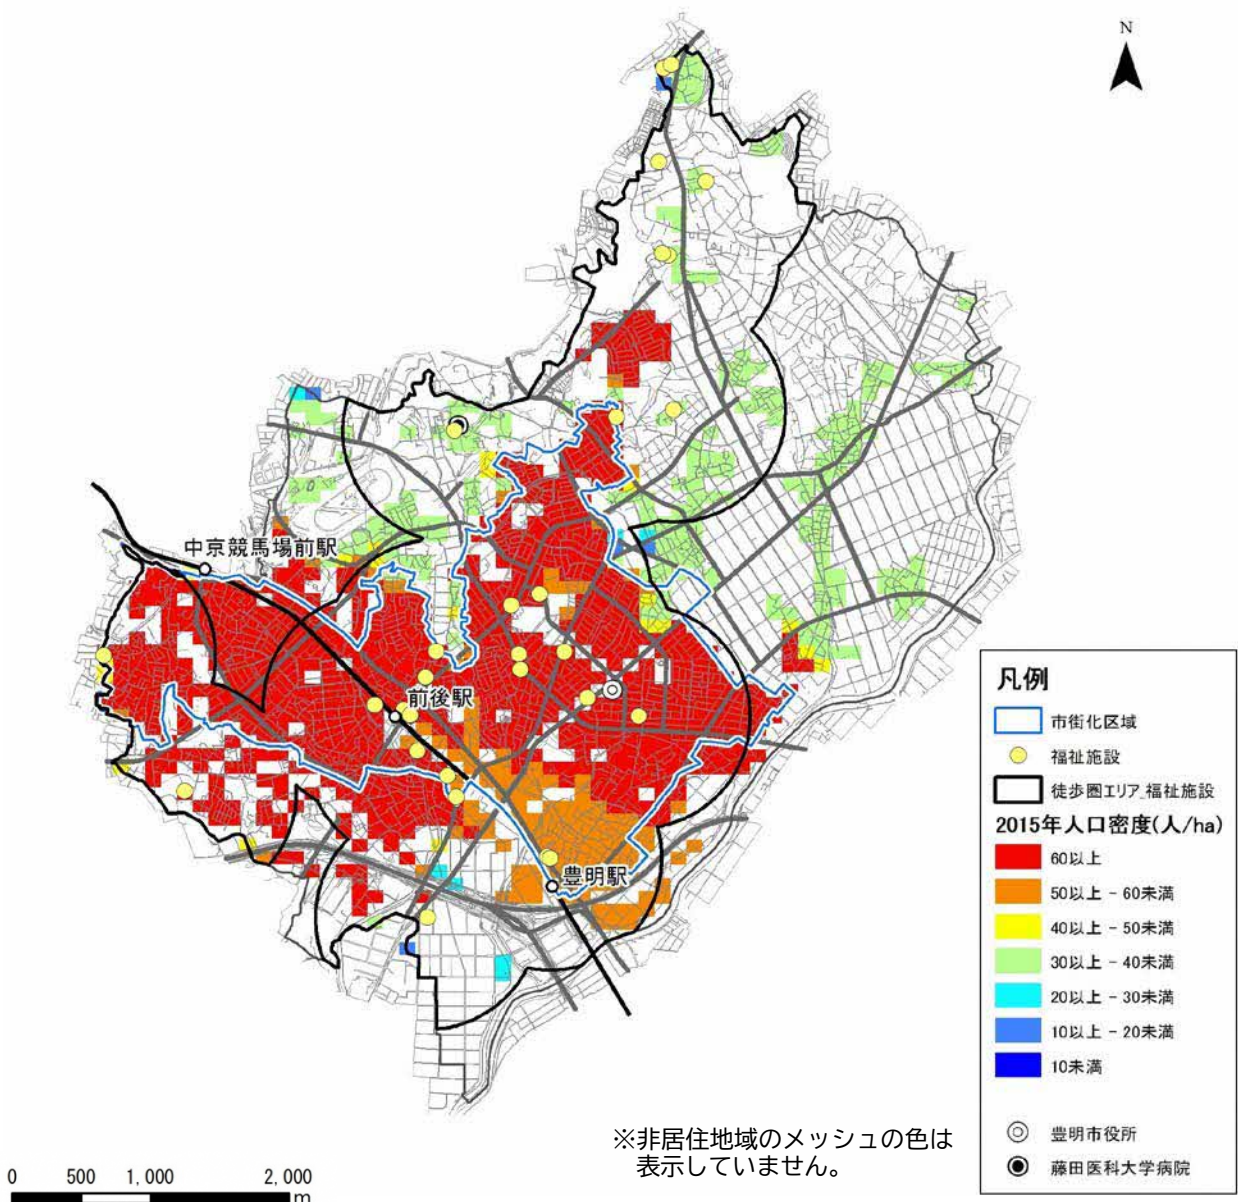 N
中京競馬場前駅
前後駅
豊明駅
凡例
市街化区域
福祉施設
徒歩圏エリア_福祉施設
2015年人口密度(人/ha)
60以上
50以上 - 60未満
40以上 - 50未満
30以上 - 40未満
20以上 - 30未満
10以上 - 20未満
10未満
豊明市役所
藤田医科大学病院
※非居住地域のメッシュの色は
表示していません。
0 500 1,000 2,000
m